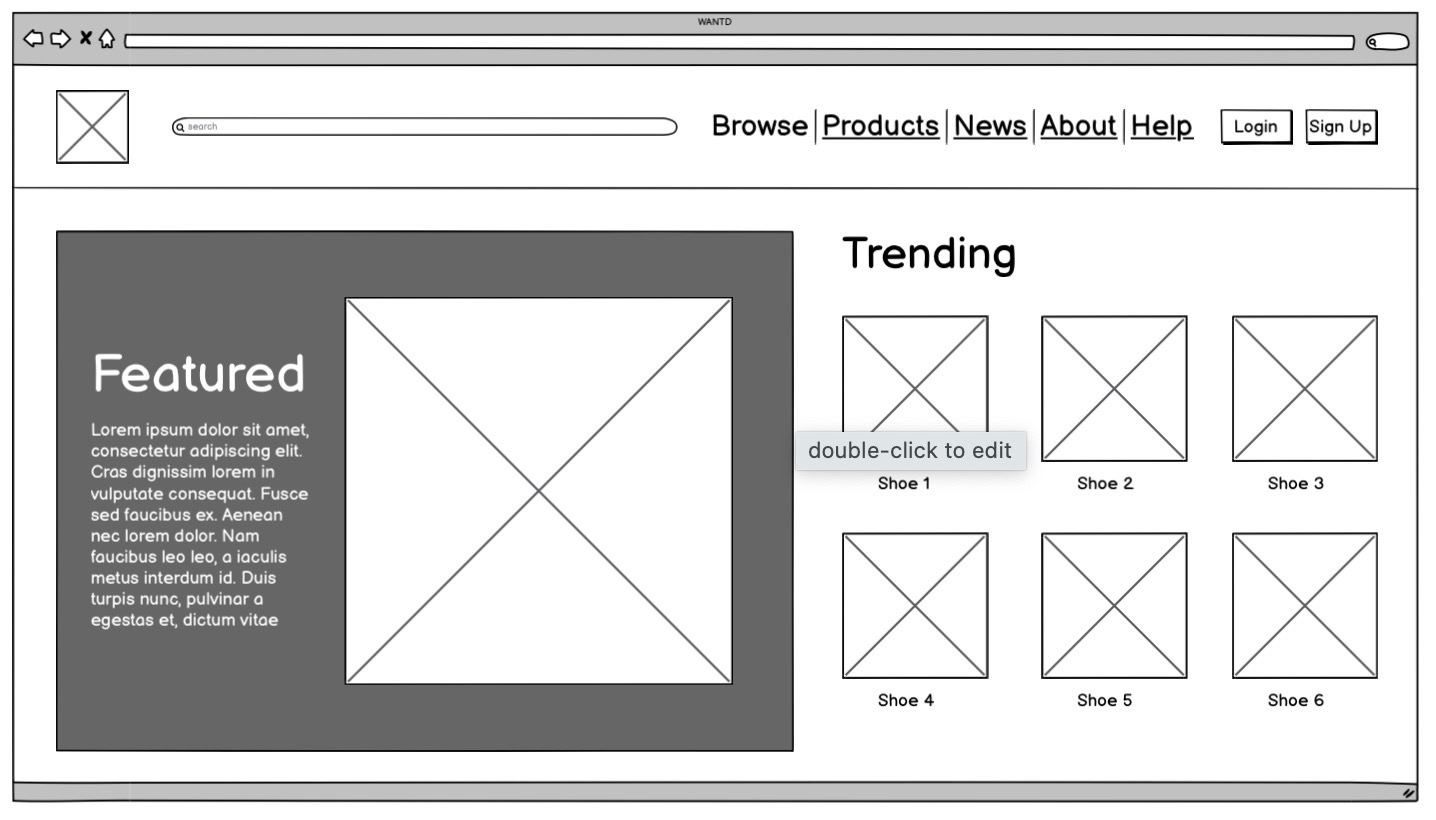 WANTD
search
Browse Products News About Help Login Sign Up
Trending
Featured
Lorem ipsum dolor sit amet,
consectetur adipiscing elit.
Cras dignissim lorem in
vulputate consequat. Fusce
sed faucibus ex. Aenean
nec lorem dolor. Nam
faucibus leo leo, a iaculis
metus interdum id. Duis
turpis nunc, pulvinar a
egestas et, dictum vitae
double-click to edit
Shoe 1 Shoe 2 Shoe 3
Shoe 4 Shoe 5 Shoe 6